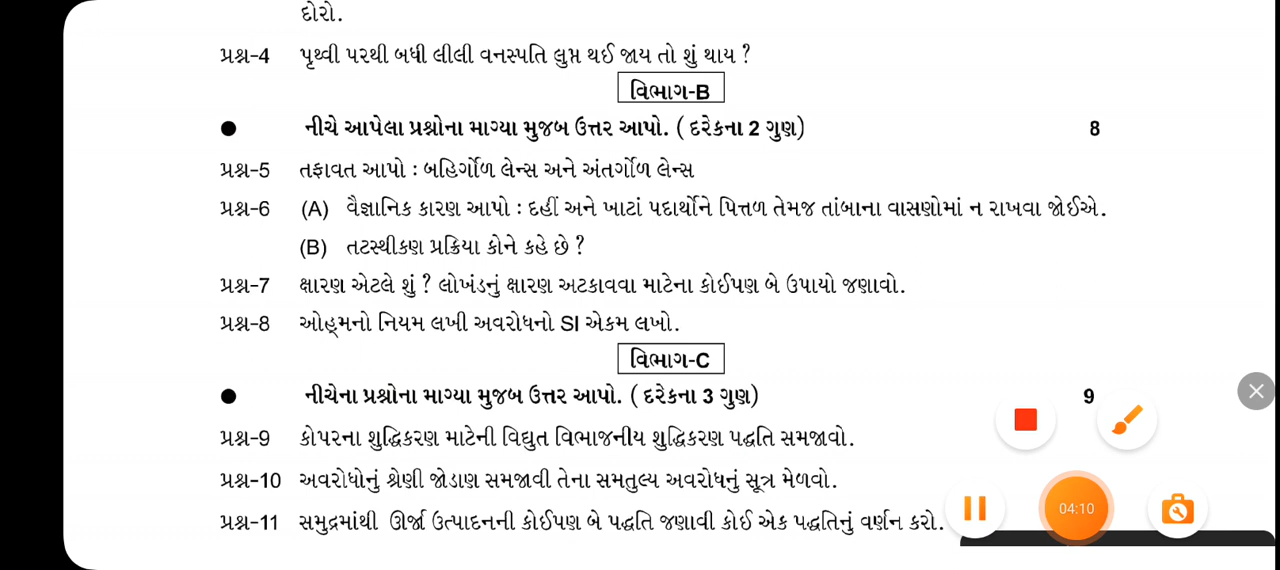 દોરો.
પ્રશ્ન-4 પૃથ્વી પરથી બધી લીલી વનસ્પતિ લુપ્ત થઈ જાય તો શું થાય ?
વિભાગ-B
● નીચે આપેલા પ્રશ્નોના માગ્યા મુજબ ઉત્તર આપો. ( દરેકના 2 ગુણ) 8
પ્રશ્ન-5 તફાવત આપો : બહિર્ગોળ લેન્સ અને અંતર્ગોળ લેન્સ
પ્રશ્ન-6 (A) વૈજ્ઞાનિક કારણ આપો : દહીં અને ખાટાં પદાર્થોને પિત્તળ તેમજ તાંબાના વાસણોમાં ન રાખવા જોઈએ.
(B) તટસ્થીકણ પ્રક્રિયા કોને કહે છે ?
પ્રશ્ન-7 ક્ષારણ એટલે શું ? લોખંડનું ક્ષારણ અટકાવવા માટેના કોઈપણ બે ઉપાયો જણાવો.
પ્રશ્ન-8 ઓહ્‌મનો નિયમ લખી અવરોધનો SI એકમ લખો.
વિભાગ-C
● નીચેના પ્રશ્નોના માગ્યા મુજબ ઉત્તર આપો. ( દરેકના 3 ગુણ) 9
પ્રશ્ન-9 કોપરના શુદ્ધિકરણ માટેની વિદ્યુત વિભાજનીય શુદ્ધિકરણ પદ્ધતિ સમજાવો.
પ્રશ્ન-10 અવરોધોનું શ્રેણી જોડાણ સમજાવી તેના સમતુલ્ય અવરોધનું સૂત્ર મેળવો.
પ્રશ્ન-11 સમુદ્રમાંથી ઊર્જા ઉત્પાદનની કોઈપણ બે પદ્ધતિ જણાવી કોઈ એક પદ્ધતિનું વર્ણન કરો.
04:10